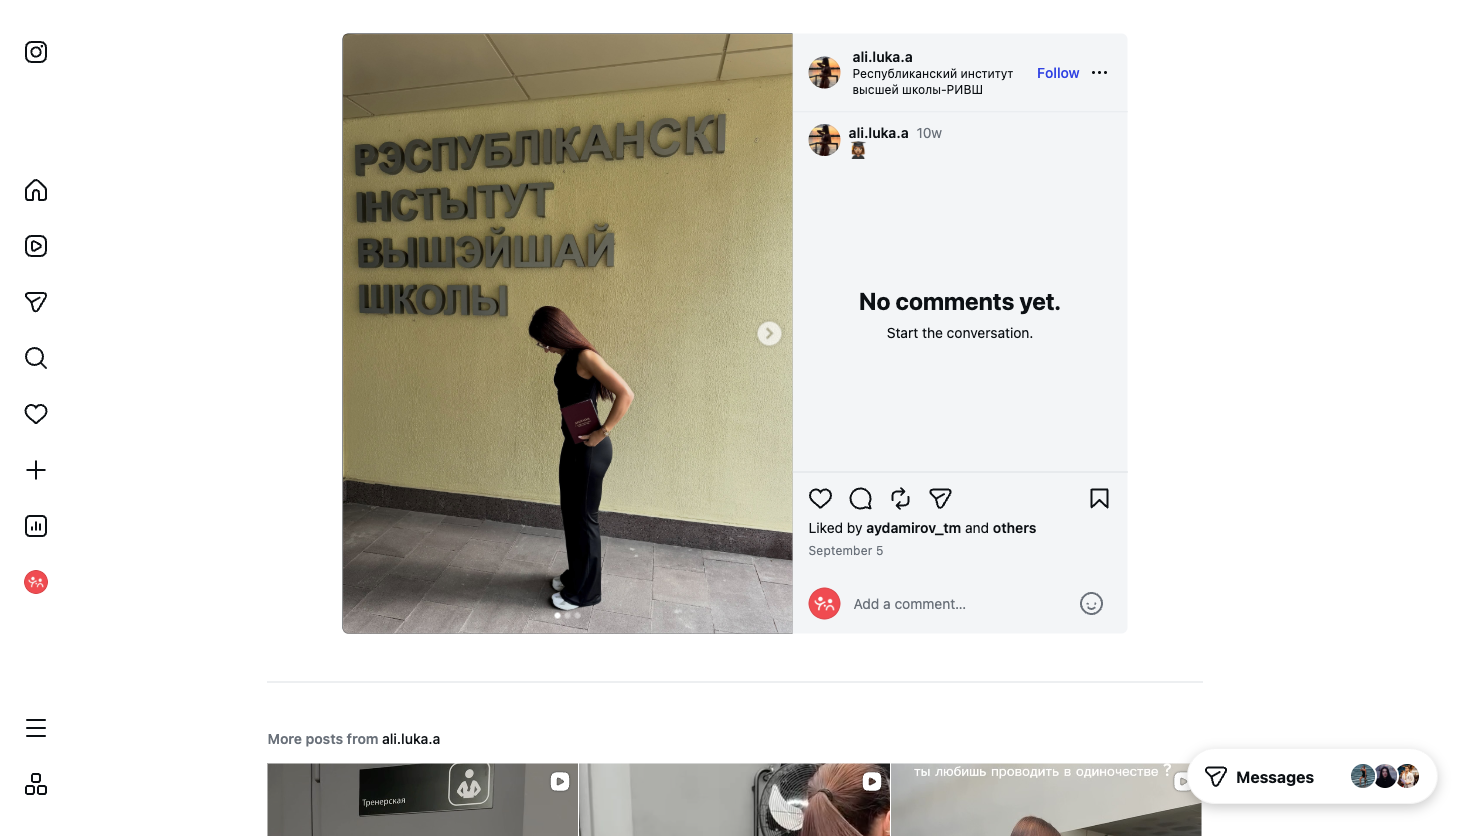 РЭСПУБЛІКАНСКІ
ІНСТЫТУТ
ВЫШЭЙШАЙ
ШКОЛЫ
ali.luka.a
Республиканский институт
высшей школы-РИВШ
Follow
ali.luka.a 10w
No comments yet.
Start the conversation.
Liked by aydamirov_tm and others
September 5
Add a comment...
More posts from ali.luka.a
Тренерская
ты любишь проводить в одиночестве ?
Messages